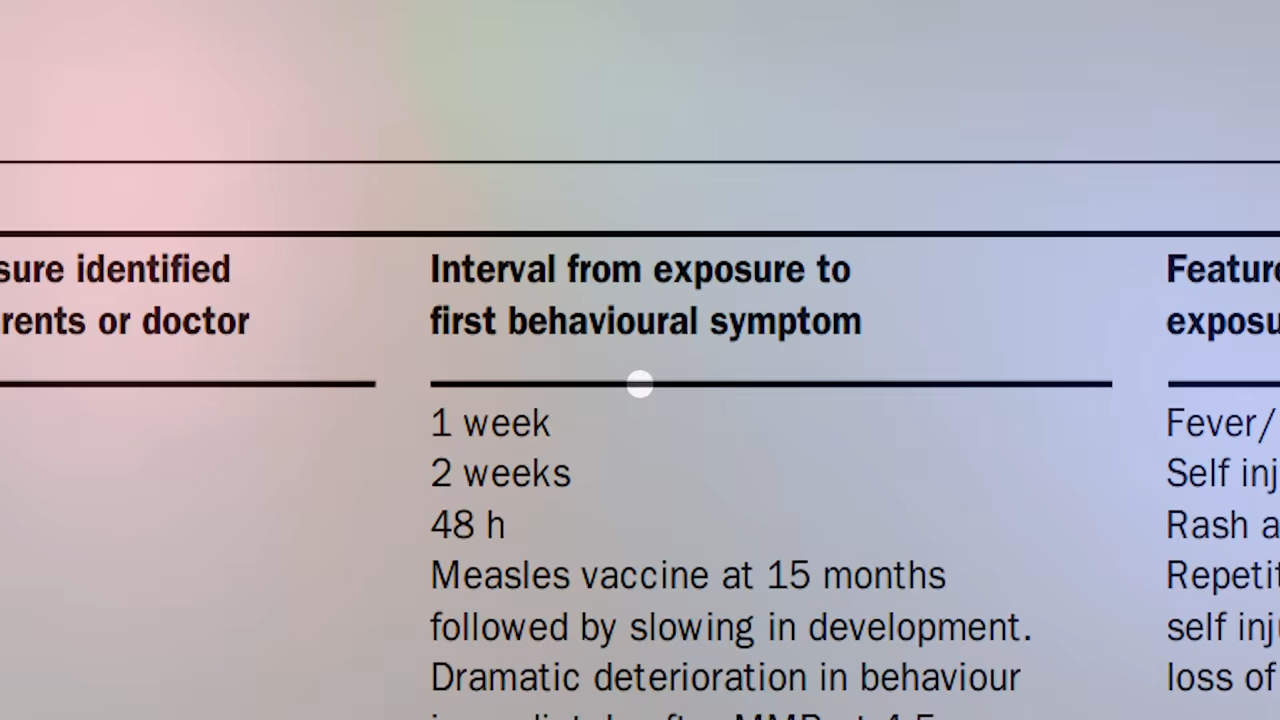 sure identified
rents or doctor
Interval from exposure to
first behavioural symptom
1 week
2 weeks
48 h
Measles vaccine at 15 months
followed by slowing in development.
Dramatic deterioration in behaviour
Feature
exposu
Fever/
Self inj
Rash a
Repetit
self inju
loss of